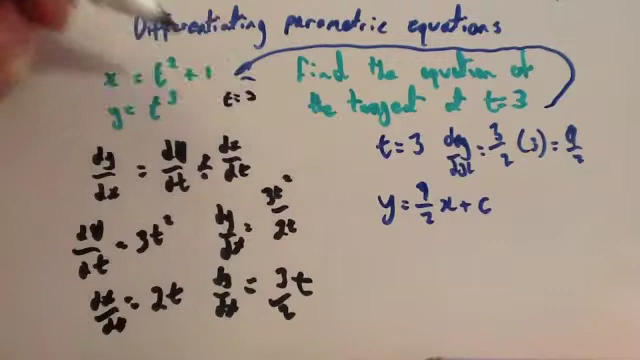 Differentiating parametric equations
x = t² + 1
y = t³
t=3
Find the equation of
the tangent at t=3
dy/dx = dy/dt ÷ dx/dt
dy/dt = 3t²
dx/dt = 2t
dy/dx = 3t²/2t
dy/dx = 3/2 t
t=3 dy/dx = 3/2 (3) = 9/2
y = 9/2 x + c